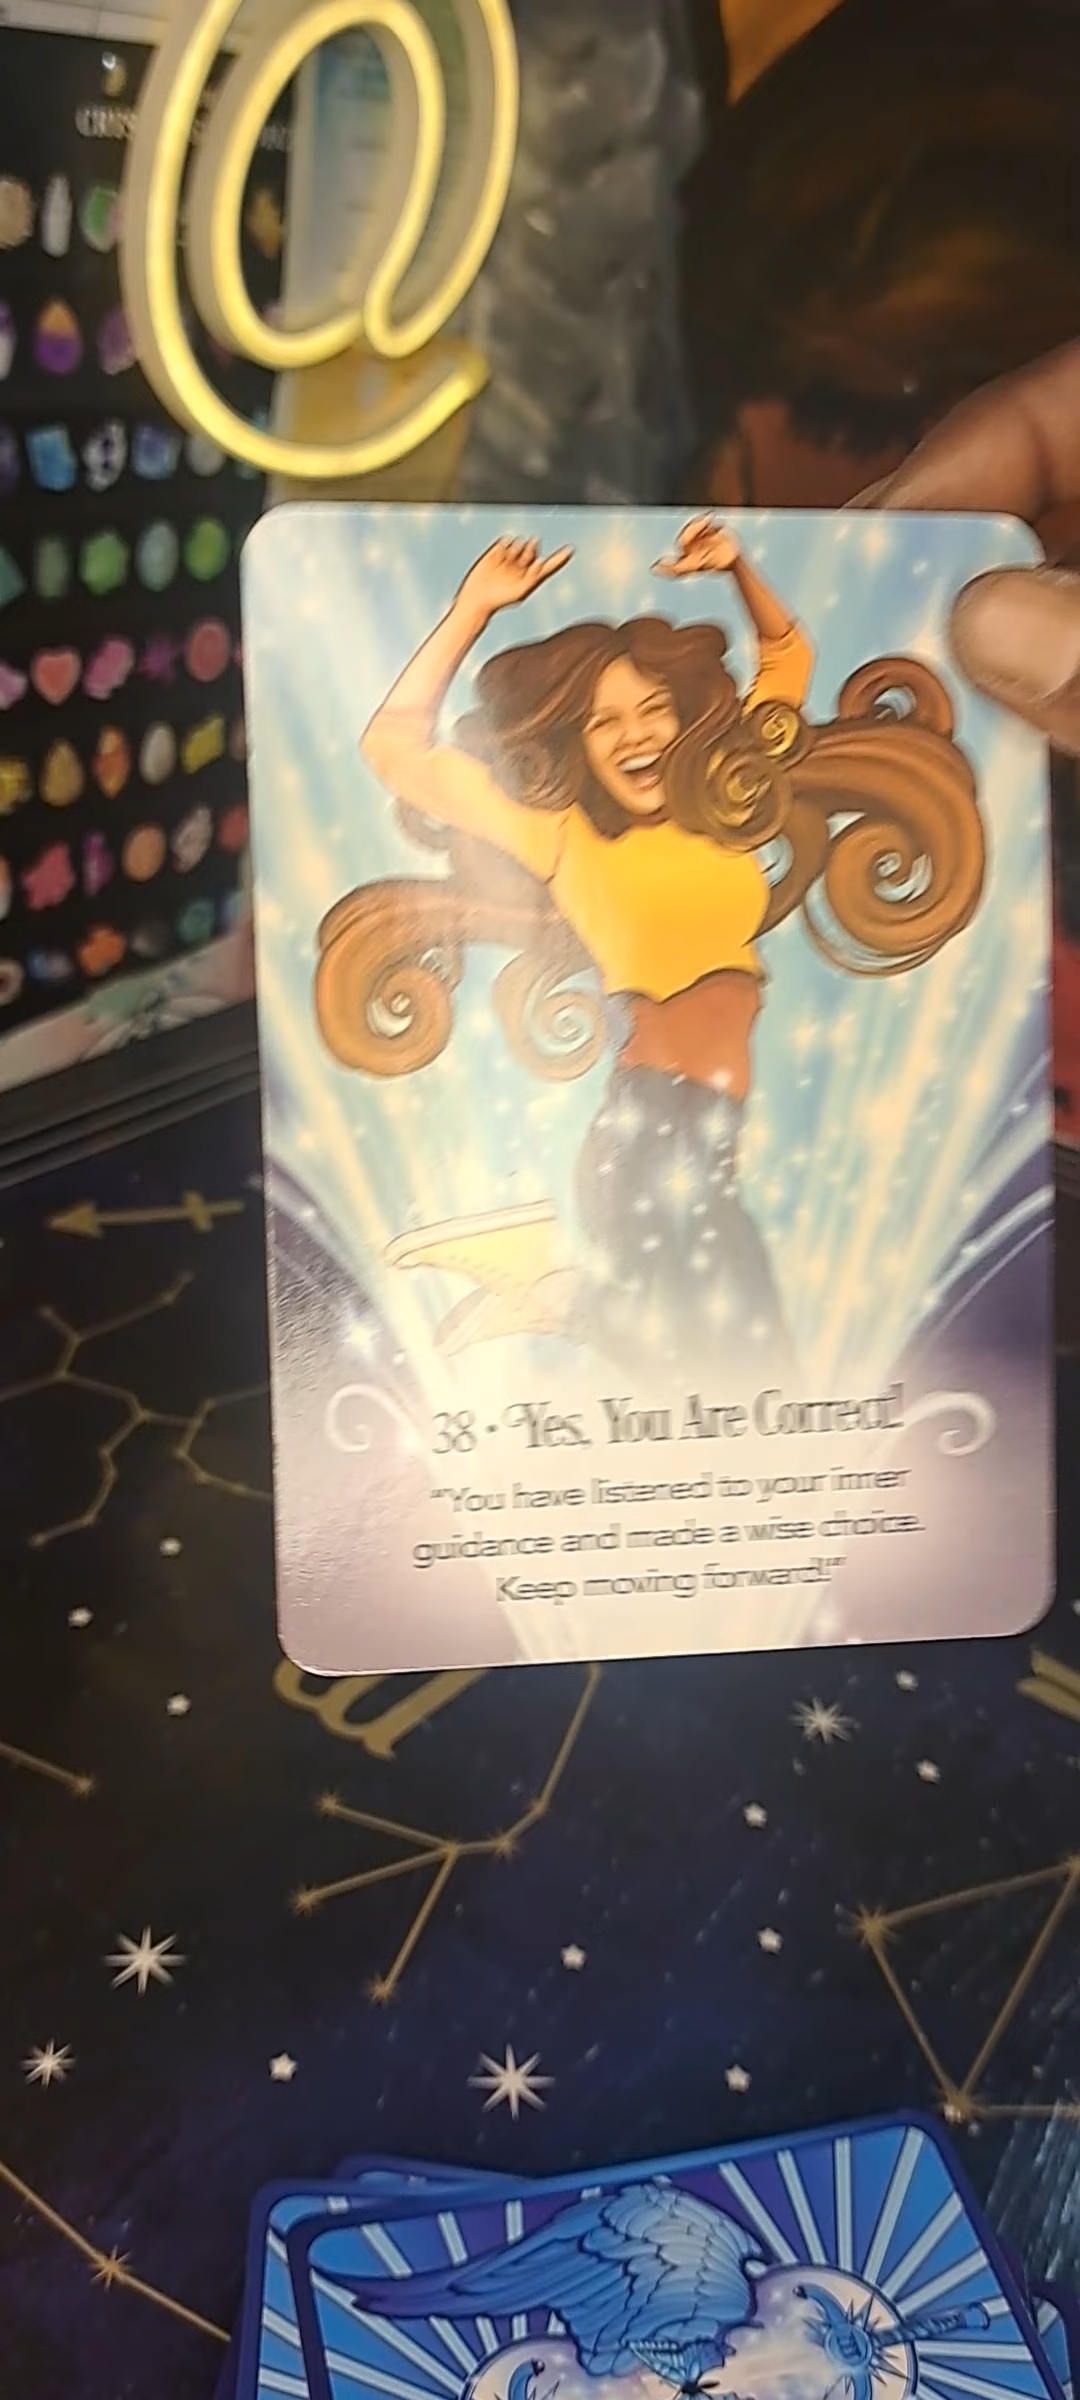 @
38 • Yes, You Are Correct!
"You have listened to your inner
guidance and made a wise choice.
Keep moving forward!"